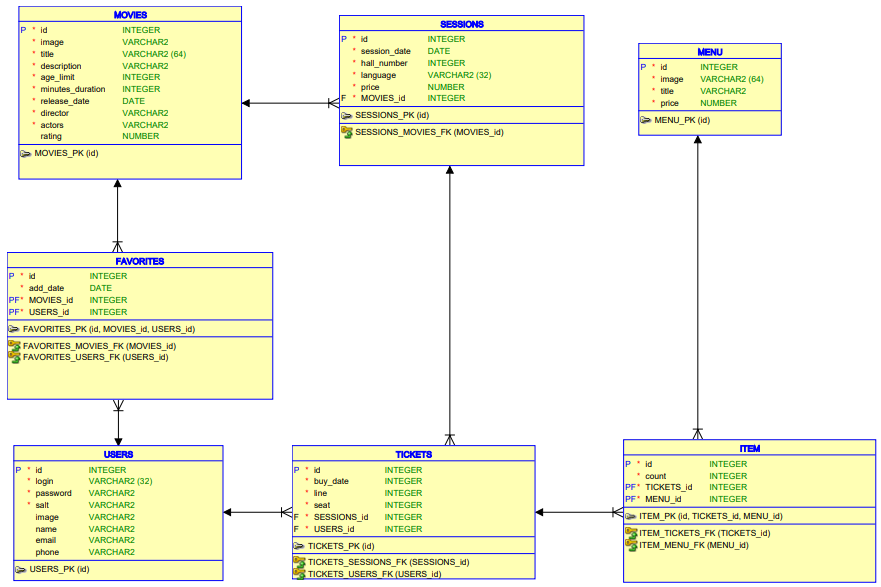 MOVIES
P * id INTEGER
* image VARCHAR2
* title VARCHAR2 (64)
* description VARCHAR2
* age_limit INTEGER
* minutes_duration INTEGER
* release_date DATE
* director VARCHAR2
* actors VARCHAR2
rating NUMBER
MOVIES_PK (id)
SESSIONS
P * id INTEGER
* session_date DATE
* hall_number INTEGER
* language VARCHAR2 (32)
* price NUMBER
F * MOVIES_id INTEGER
SESSIONS_PK (id)
SESSIONS_MOVIES_FK (MOVIES_id)
MENU
P * id INTEGER
* image VARCHAR2 (64)
* title VARCHAR2
* price NUMBER
MENU_PK (id)
FAVORITES
P * id INTEGER
* add_date DATE
PF* MOVIES_id INTEGER
PF* USERS_id INTEGER
FAVORITES_PK (id, MOVIES_id, USERS_id)
FAVORITES_MOVIES_FK (MOVIES_id)
FAVORITES_USERS_FK (USERS_id)
USERS
P * id INTEGER
* login VARCHAR2 (32)
* password VARCHAR2
* salt VARCHAR2
image VARCHAR2
name VARCHAR2
email VARCHAR2
phone VARCHAR2
USERS_PK (id)
TICKETS
P * id INTEGER
* buy_date INTEGER
* line INTEGER
* seat INTEGER
F * SESSIONS_id INTEGER
F * USERS_id INTEGER
TICKETS_PK (id)
TICKETS_SESSIONS_FK (SESSIONS_id)
TICKETS_USERS_FK (USERS_id)
ITEM
P * id INTEGER
* count INTEGER
PF* TICKETS_id INTEGER
PF* MENU_id INTEGER
ITEM_PK (id, TICKETS_id, MENU_id)
ITEM_TICKETS_FK (TICKETS_id)
ITEM_MENU_FK (MENU_id)